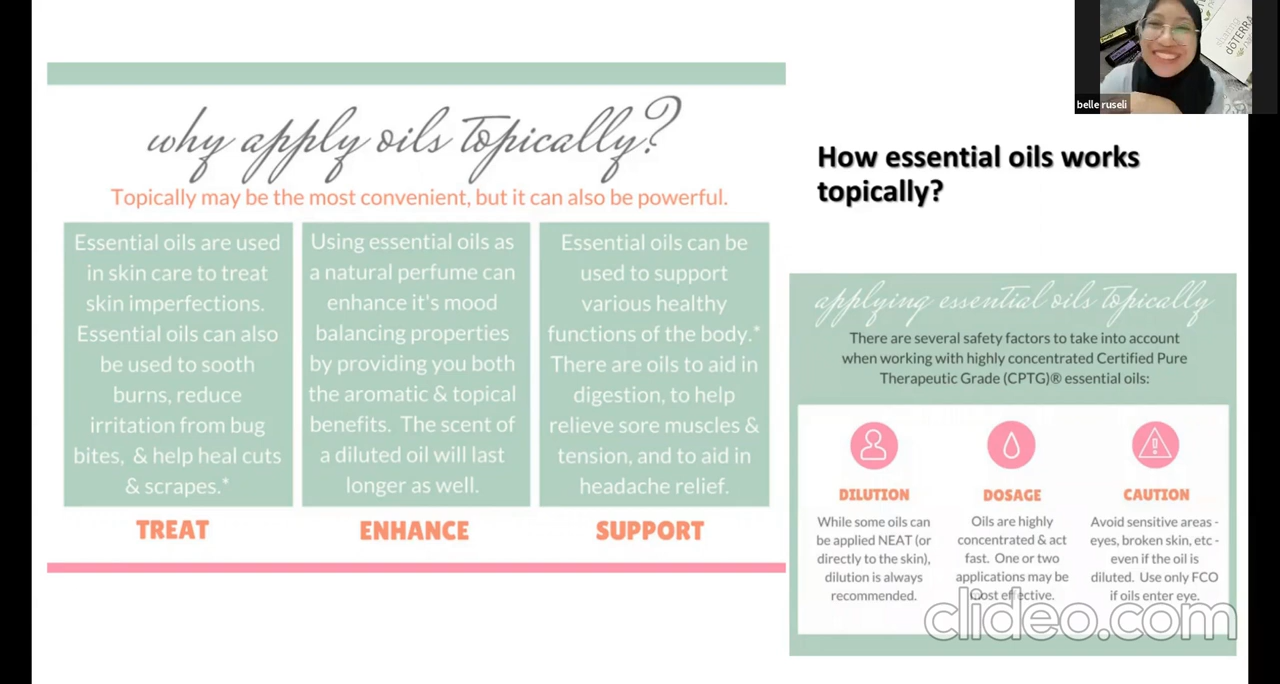 why apply oils topically?
Topically may be the most convenient, but it can also be powerful.
Essential oils are used
in skin care to treat
skin imperfections.
Essential oils can also
be used to sooth
burns, reduce
irritation from bug
bites, & help heal cuts
& scrapes.*
TREAT
Using essential oils as
a natural perfume can
enhance it's mood
balancing properties
by providing you both
the aromatic & topical
benefits. The scent of
a diluted oil will last
longer as well.
ENHANCE
Essential oils can be
used to support
various healthy
functions of the body.*
There are oils to aid in
digestion, to help
relieve sore muscles &
tension, and to aid in
headache relief.
SUPPORT
belle ruseli
dōTERRA
How essential oils works
topically?
applying essential oils topically
There are several safety factors to take into account
when working with highly concentrated Certified Pure
Therapeutic Grade (CPTG)® essential oils:
DILUTION
While some oils can
be applied NEAT (or
directly to the skin),
dilution is always
recommended.
DOSAGE
Oils are highly
concentrated & act
fast. One or two
applications may be
most effective.
CAUTION
Avoid sensitive areas -
eyes, broken skin, etc -
even if the oil is
diluted. Use only FCO
if oils enter eye.
clideo.com